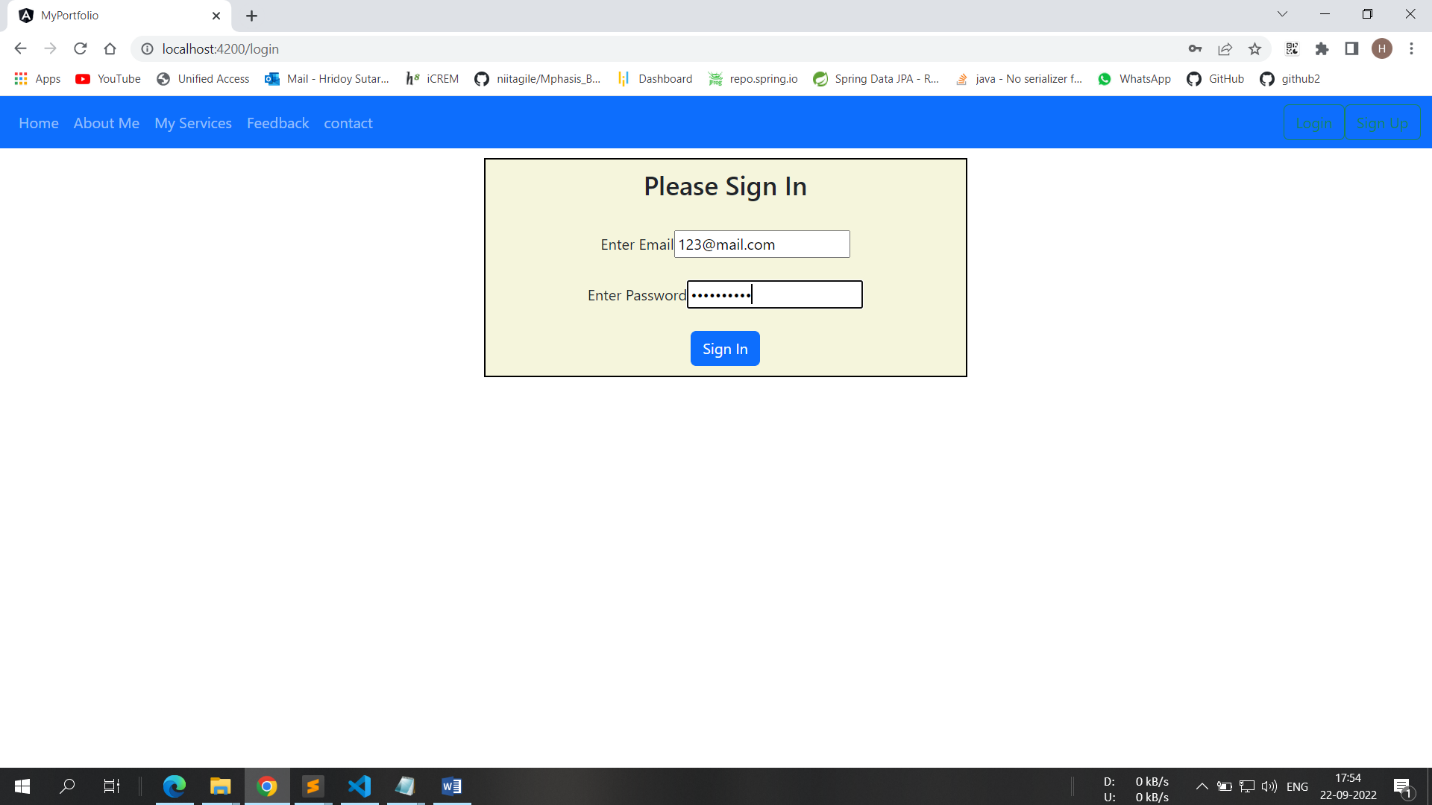 MyPortfolio
localhost:4200/login
H
Apps YouTube Unified Access Mail - Hridoy Sutar... iCREM niitagile/Mphasis_B... Dashboard repo.spring.io Spring Data JPA - R... java - No serializer f... WhatsApp GitHub github2
Home About Me My Services Feedback contact Login Sign Up
Please Sign In
Enter Email 123@mail.com
Enter Password ••••••••••
Sign In
D: 0 kB/s
U: 0 kB/s
ENG
17:54
22-09-2022
1